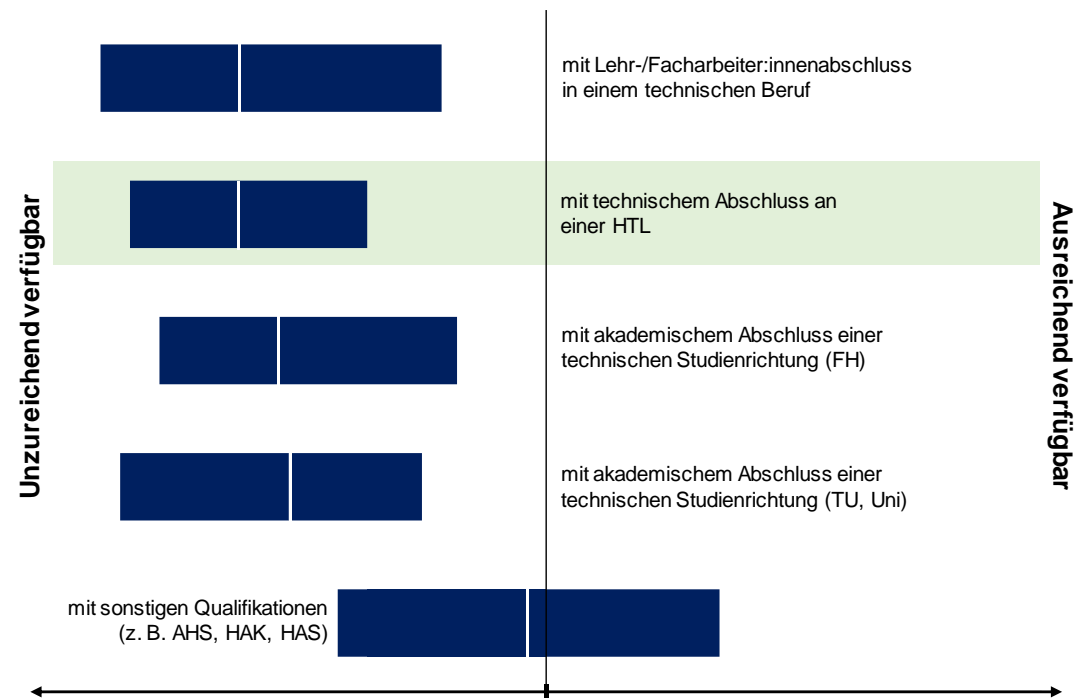 mit Lehr-/Facharbeiter:innenabschluss
in einem technischen Beruf
Unzureichend verfügbar
mit technischem Abschluss an
einer HTL
Ausreichend verfügbar
mit akademischem Abschluss einer
technischen Studienrichtung (FH)
mit akademischem Abschluss einer
technischen Studienrichtung (TU, Uni)
mit sonstigen Qualifikationen
(z. B. AHS, HAK, HAS)